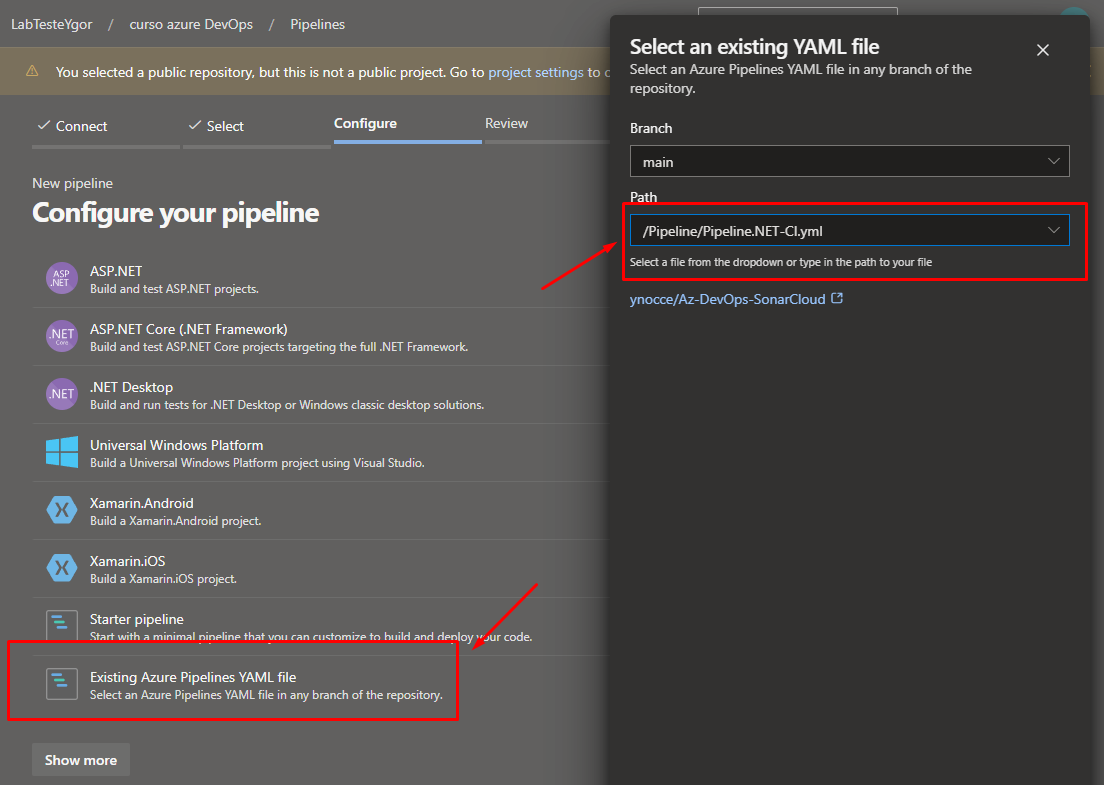 LabTesteYgor / curso azure DevOps / Pipelines
You selected a public repository, but this is not a public project. Go to project settings to
Connect
Select
Configure
Review
New pipeline
Configure your pipeline
ASP.NET
ASP
.NET
Build and test ASP.NET projects.
ASP.NET Core (.NET Framework)
.NET
Core
Build and test ASP.NET Core projects targeting the full .NET Framework.
.NET Desktop
.NET
Build and run tests for .NET Desktop or Windows classic desktop solutions.
Universal Windows Platform
Build a Universal Windows Platform project using Visual Studio.
Xamarin.Android
Build a Xamarin.Android project.
Xamarin.iOS
Build a Xamarin.iOS project.
Starter pipeline
Start with a minimal pipeline that you can customize to build and deploy your code.
Existing Azure Pipelines YAML file
Select an Azure Pipelines YAML file in any branch of the repository.
Show more
Select an existing YAML file
Select an Azure Pipelines YAML file in any branch of the
repository.
Branch
main
Path
/Pipeline/Pipeline.NET-CI.yml
Select a file from the dropdown or type in the path to your file
ynocce/Az-DevOps-SonarCloud